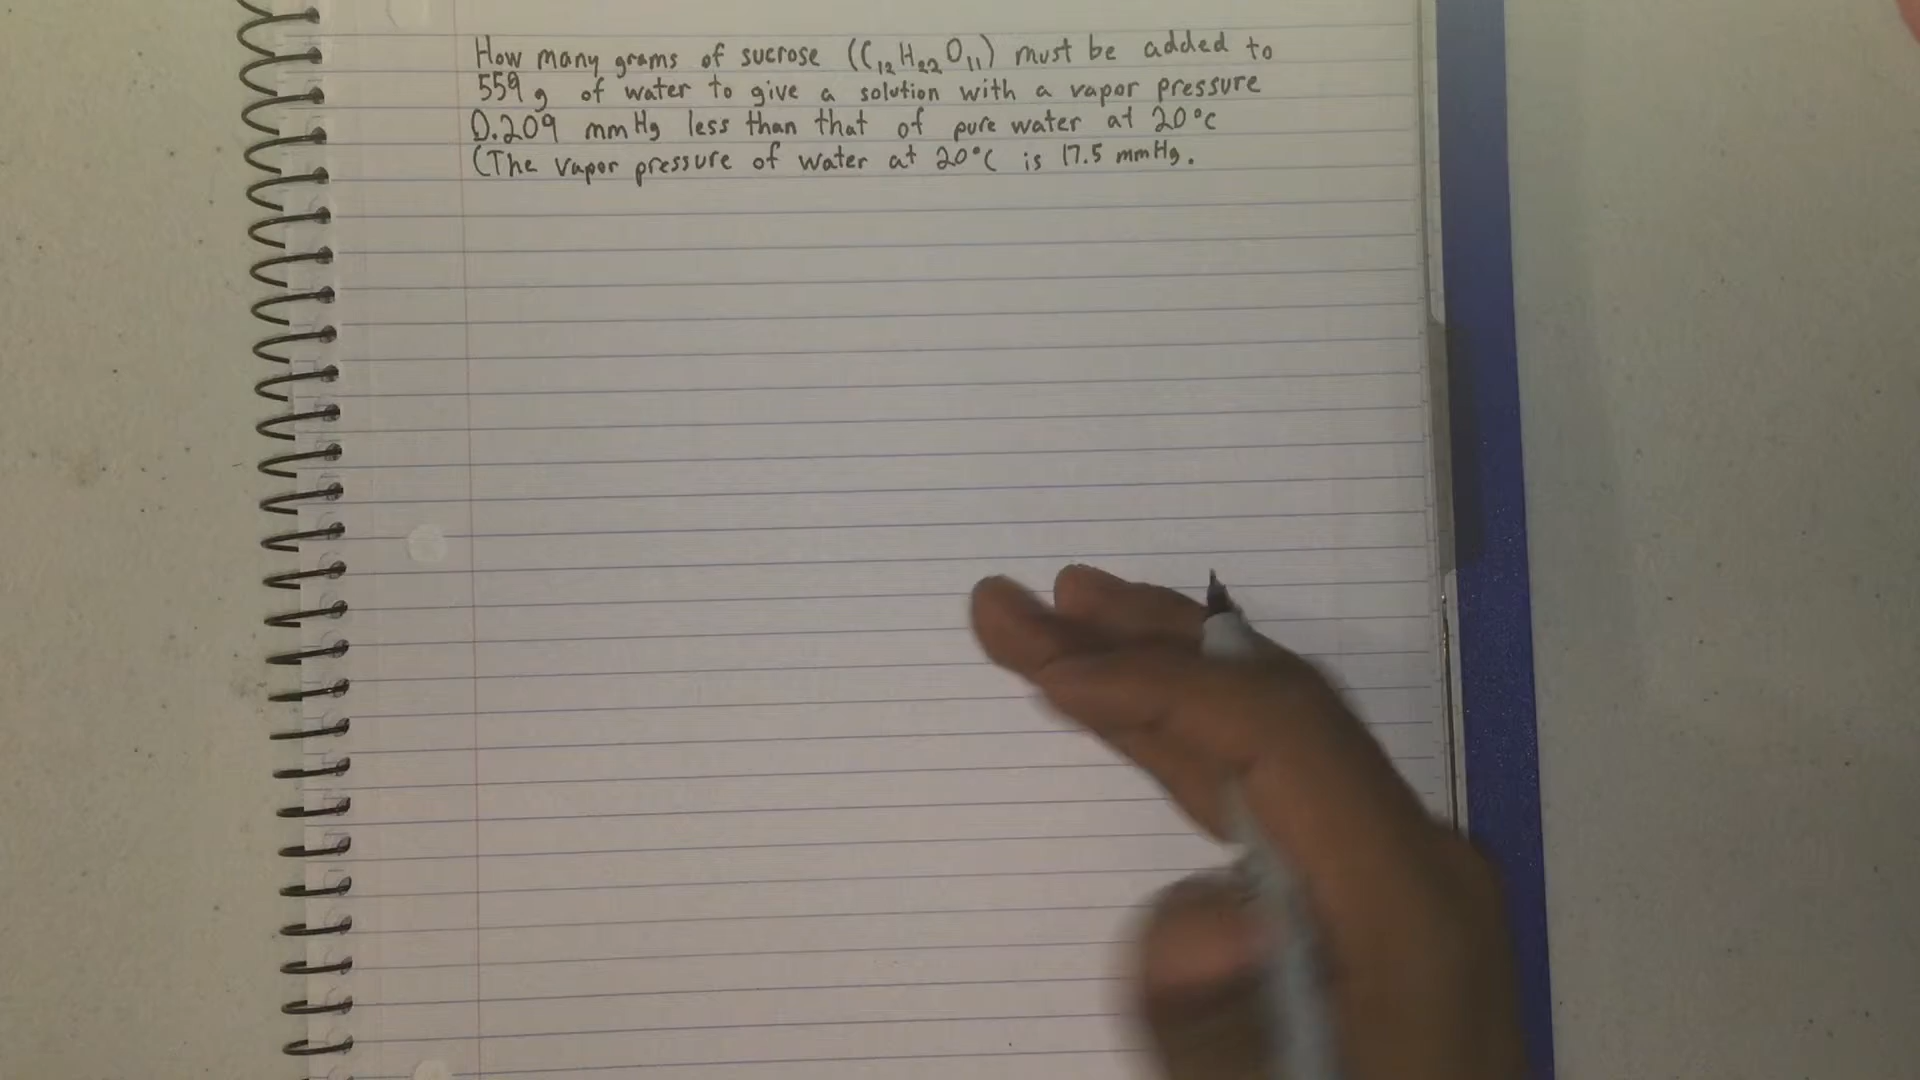 How many grams of sucrose (C₁₂H₂₂O₁₁) must be added to
559 g of water to give a solution with a vapor pressure
0.209 mmHg less than that of pure water at 20°C
(The vapor pressure of water at 20°C is 17.5 mmHg.